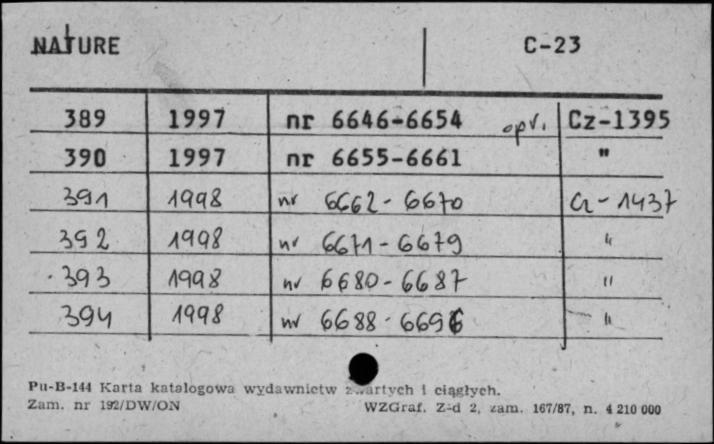 NATURE C-23
389 1997 nr 6646-6654 opr. Cz-1395
390 1997 nr 6655-6661 "
391 1998 nr 6662-6670 Cz-1437
392 1998 nr 6671-6679 "
393 1998 nr 6680-6687 "
394 1998 nr 6688-6696 "
Pu-B-144 Karta katalogowa wydawnictw i ciągłych.
Zam. nr 192/DW/ON WZGraf. Z-d 2, zam. 167/87, n. 4 210 000